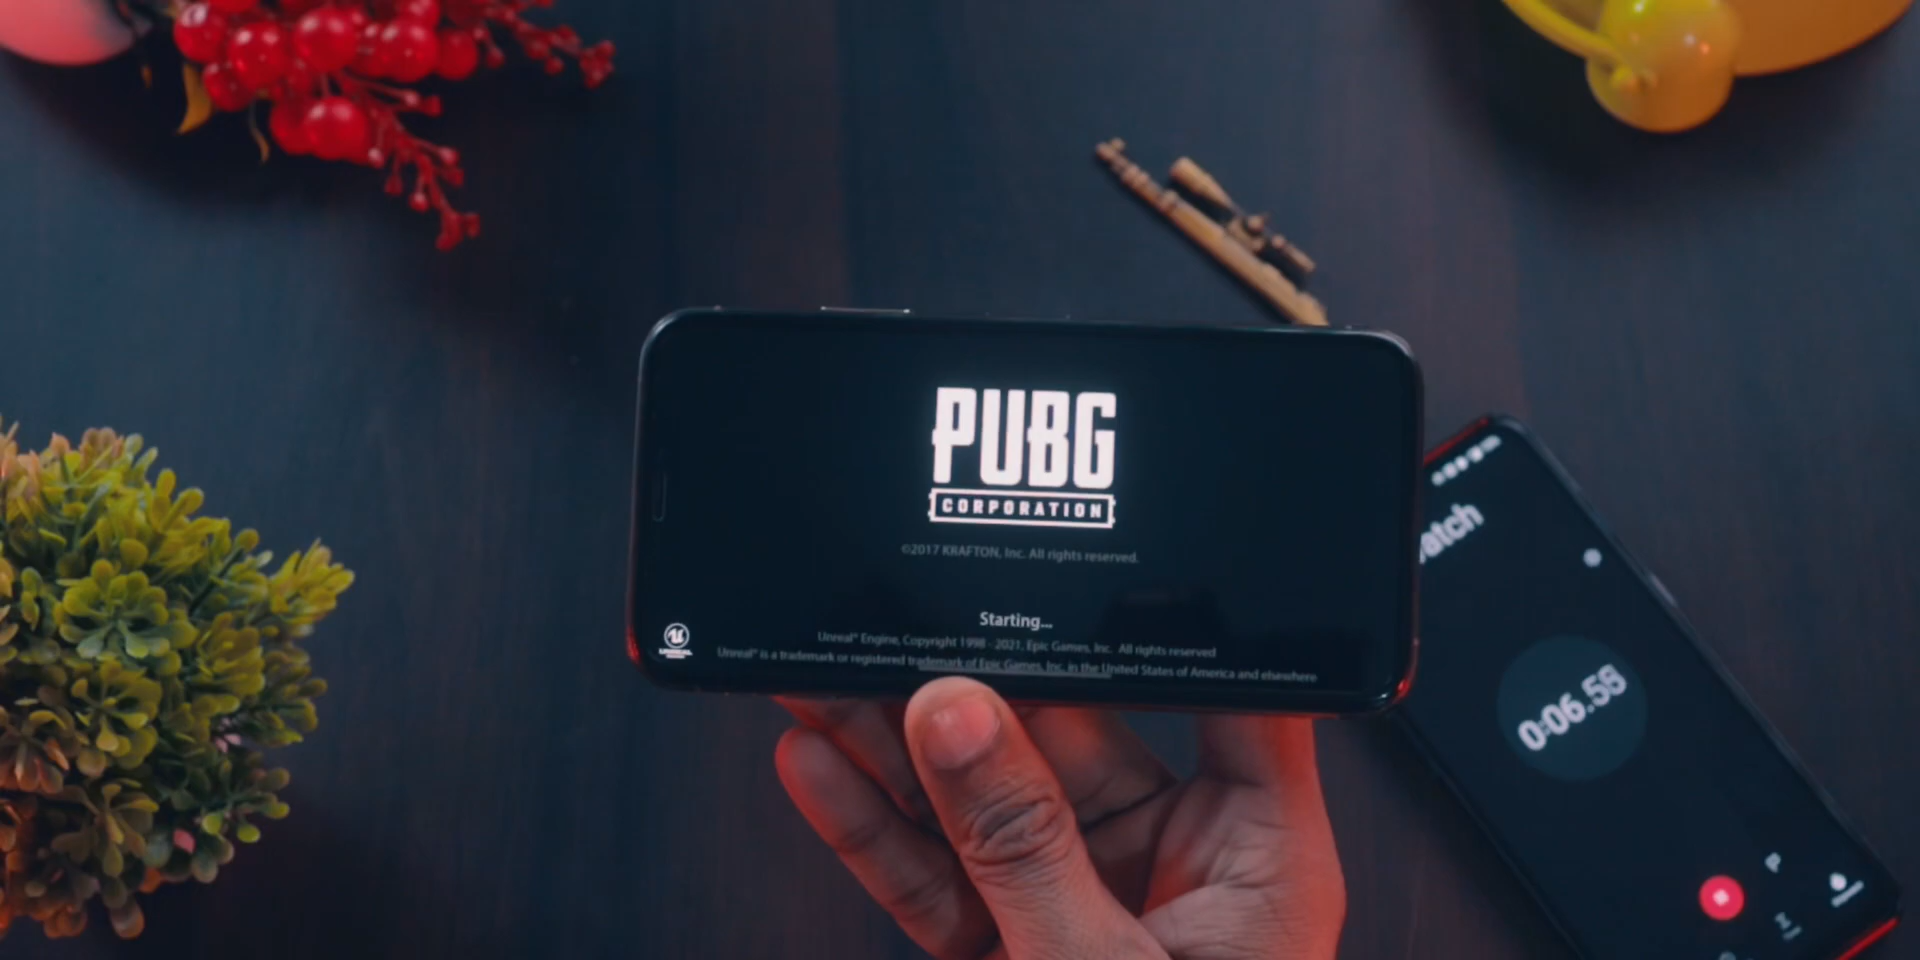 PUBG
CORPORATION
©2017 KRAFTON, Inc. All rights reserved.
Starting...
Unreal® Engine, Copyright 1998 - 2021, Epic Games, Inc. All rights reserved
Unreal® is a trademark or registered trademark of Epic Games, Inc. in the United States of America and elsewhere
UNREAL
atch
0:06.58